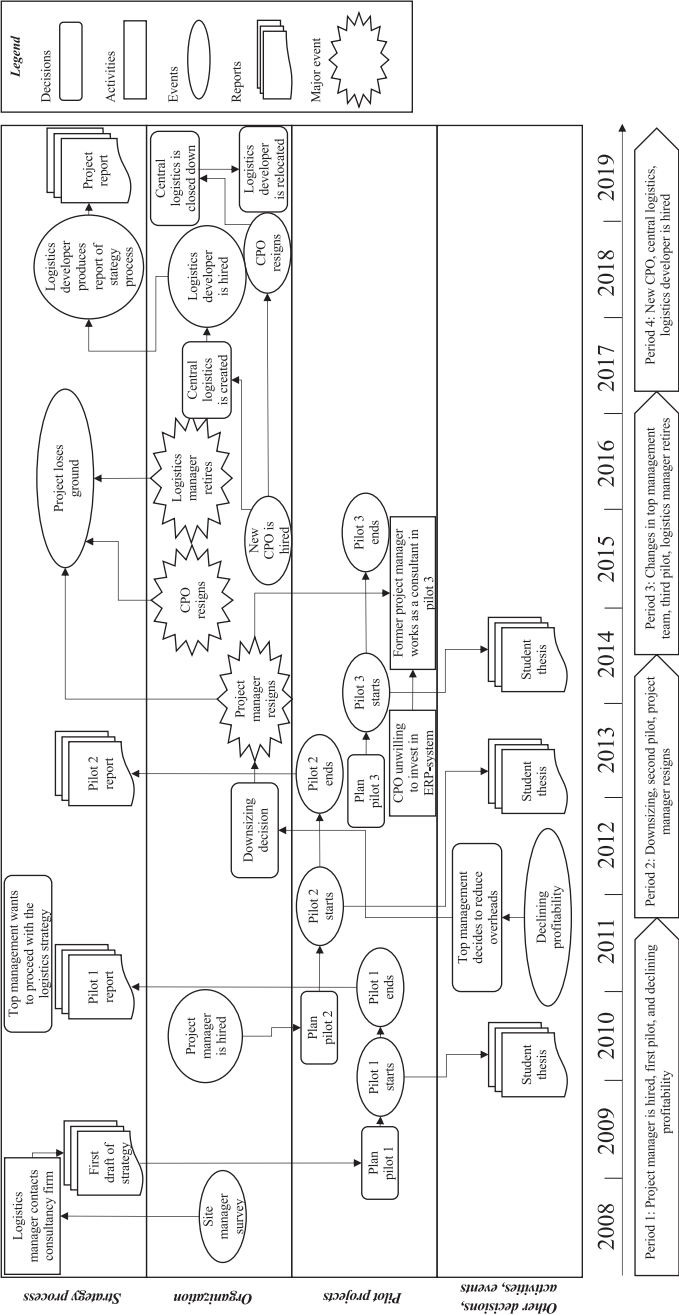 Legend
Decisions
Activities
Events
Reports
Major event
Strategy process
Logistics
manager contacts
consultancy firm
First
draft of
strategy
Top management wants
to proceed with the
logistics strategy
Pilot 1
report
Pilot 2
report
Project loses
ground
Logistics
developer
produces
report of
stategy
process
Project
report
Organization
Site
manager
survey
Project
manager
is hired
Downsizing
decision
Project
manager
resigns
CPO
resigns
Logistics
manager
retires
New
CPO is
hired
Central
logistics
is created
Logistics
developer
is hired
CPO
resigns
Central
logistics is
closed down
Logistics
developer
is relocated
Pilot projects
Plan
pilot 1
Pilot 1
starts
Pilot 1
ends
Plan
pilot 2
Pilot 2
starts
Pilot 2
ends
Plan
pilot 3
Pilot 3
starts
Pilot 3
ends
CPO unwilling
to invest in
ERP-system
Former project manager
works as a consultant in
pilot 3
Other decisions,
activities, events
Student
thesis
Top management
decides to reduce
overheads
Declining
profitability
Student
thesis
Student
thesis
2008
2009
2010
2011
2012
2013
2014
2015
2016
2017
2018
2019
Period 1: Project manager is hired, first pilot, and declining
profitability
Period 2: Downsizing, second pilot, project
manager resigns
Period 3: Changes in top management
team, third pilot, logistics manager retires
Period 4: New CPO, central logistics,
logistics developer is hired